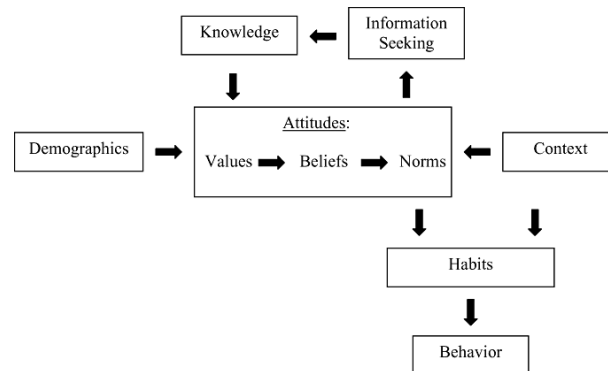 Knowledge
Information
Seeking
Attitudes:
Demographics
Values
Beliefs
Norms
Context
Habits
Behavior